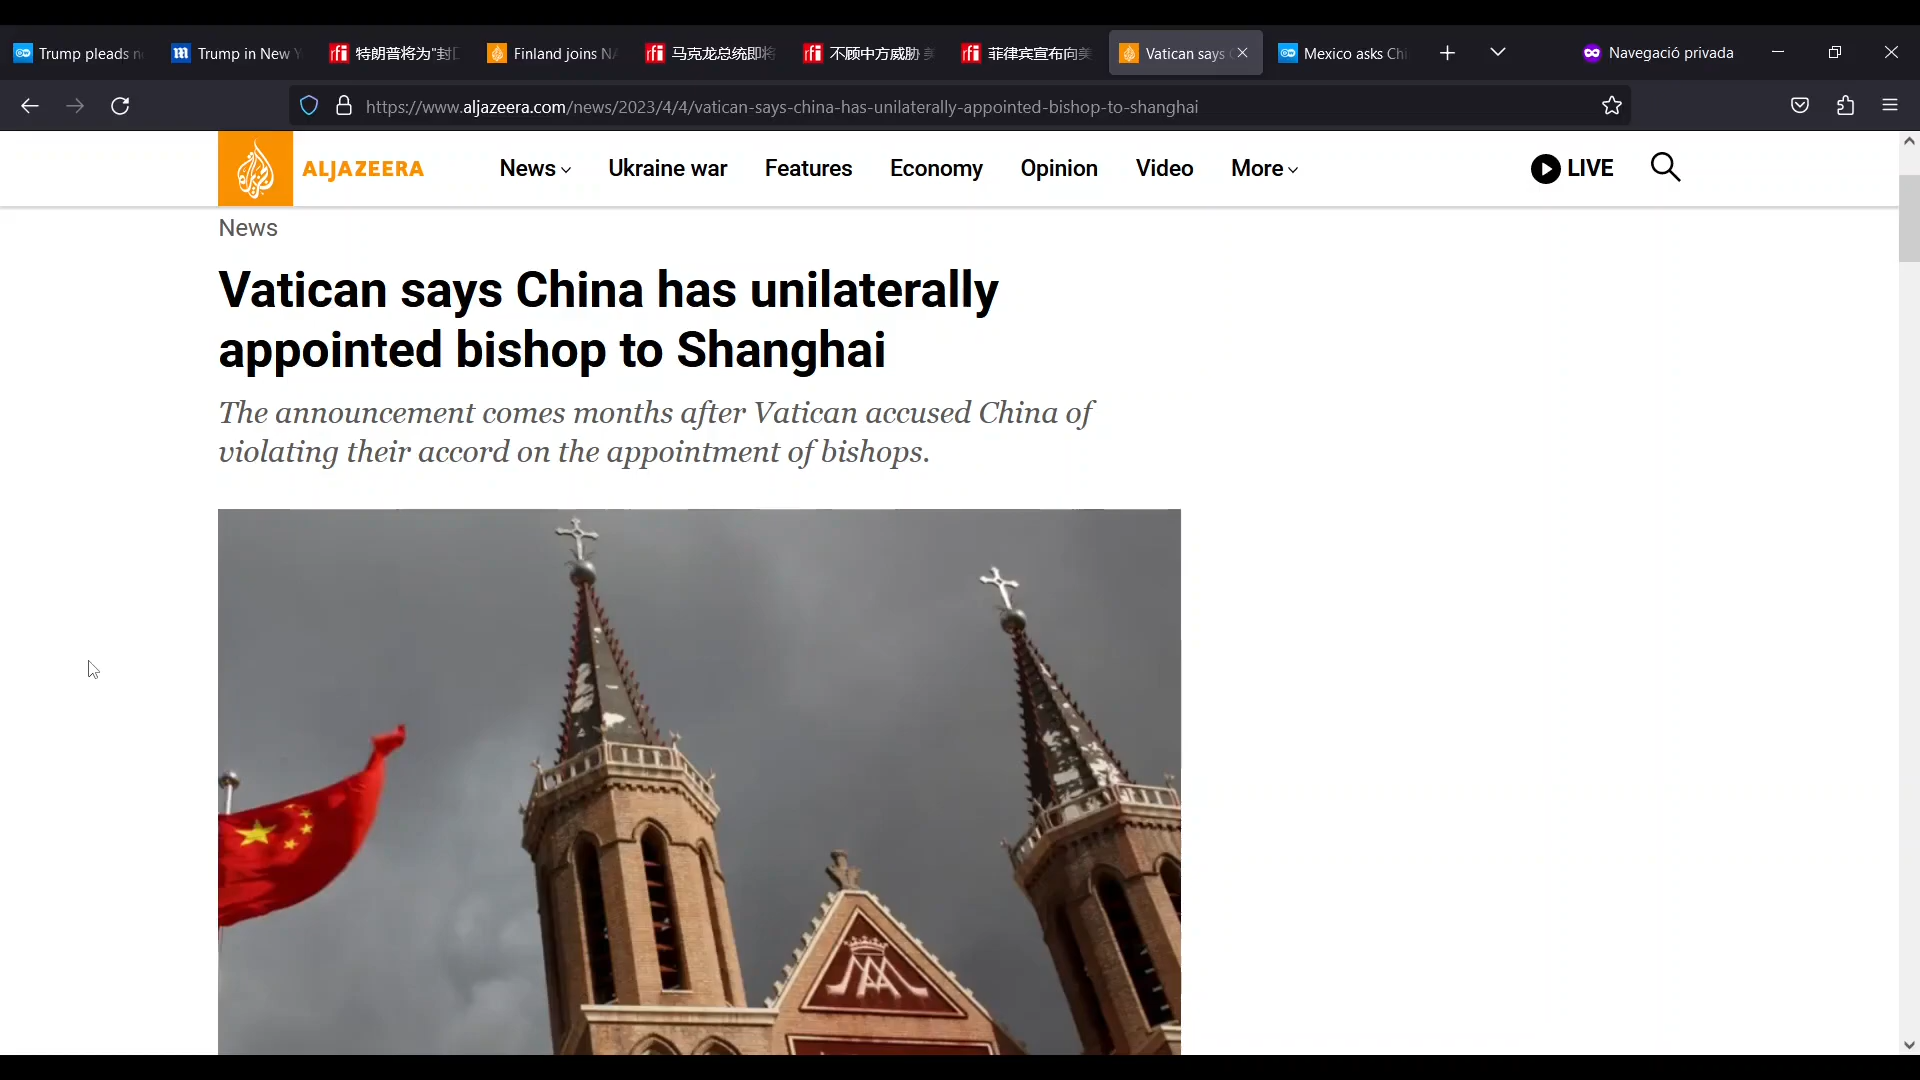 Trump pleads
Trump in New Y
特朗普将为"封
Finland joins NA
马克龙总统即将
不顾中方威胁
菲律宾宣布向美
Vatican says
Mexico asks Chi
Navegació privada
https://www.aljazeera.com/news/2023/4/4/vatican-says-china-has-unilaterally-appointed-bishop-to-shanghai
ALJAZEERA
News
Ukraine war
Features
Economy
Opinion
Video
More
LIVE
News
Vatican says China has unilaterally
appointed bishop to Shanghai
The announcement comes months after Vatican accused China of
violating their accord on the appointment of bishops.